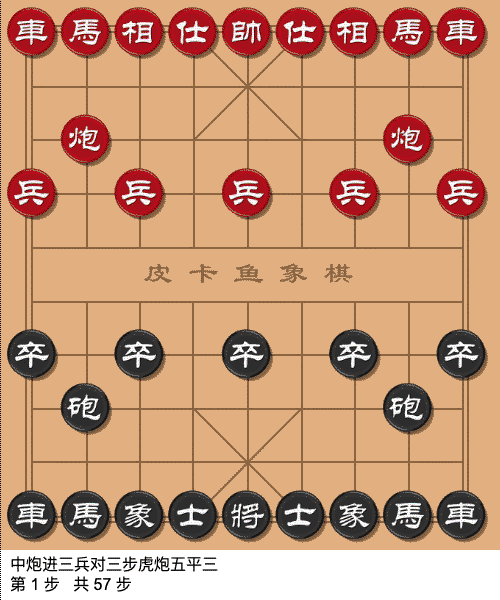 車馬相仕帥仕相馬車
炮炮
兵兵兵兵兵
皮卡鱼象棋
卒卒卒卒卒
砲砲
車馬象士将士象馬車
中炮进三兵对三步虎炮五平三
第 1 步 共 57 步